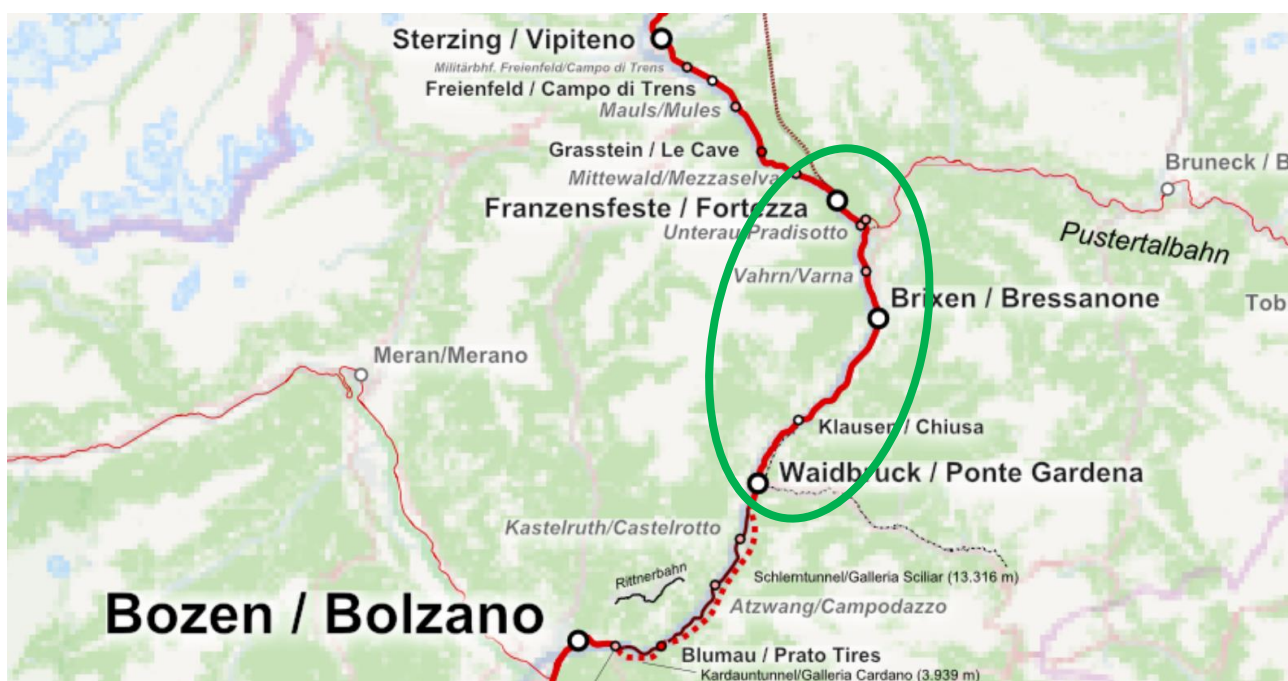 Sterzing / Vipiteno
Militärbhf. Freienfeld/Campo di Trens
Freienfeld / Campo di Trens
Mauls/Mules
Grasstein / Le Cave
Mittewald/Mezzaselva
Bruneck / B
Franzensfeste / Fortezza
Unterau/Pradisotto
Pustertalbahn
Vahrn/Varna
Brixen / Bressanone
Tob
Meran/Merano
Klausen / Chiusa
Waidbruck / Ponte Gardena
Kastelruth/Castelrotto
Rittnerbahn
Schlerntunnel/Galleria Sciliar (13.316 m)
Atzwang/Campodazzo
Bozen / Bolzano
Blumau / Prato Tires
Kardauntunnel/Galleria Cardano (3.939 m)